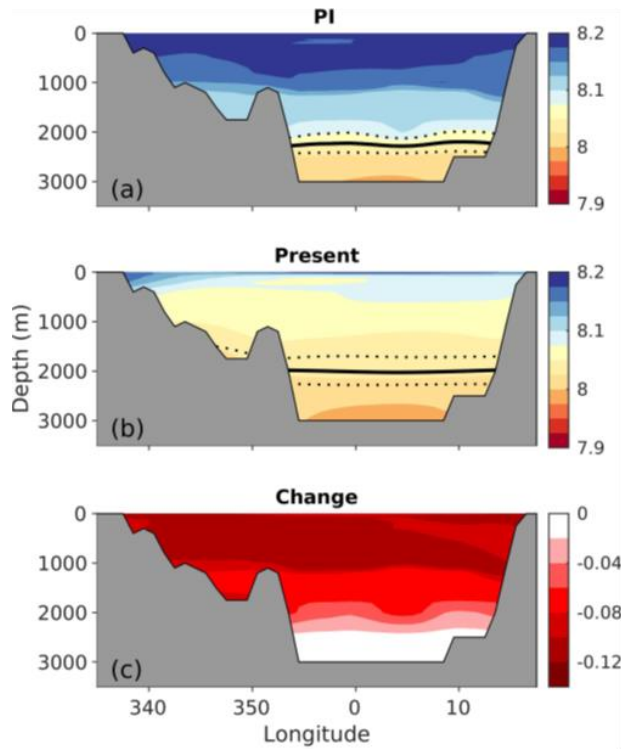 PI
0
1000
2000
3000
(a)
8.2
8.1
8
7.9
Present
0
1000
2000
3000
(b)
8.2
8.1
8
7.9
Depth (m)
Change
0
1000
2000
3000
(c)
0
-0.04
-0.08
-0.12
340 350 0 10
Longitude